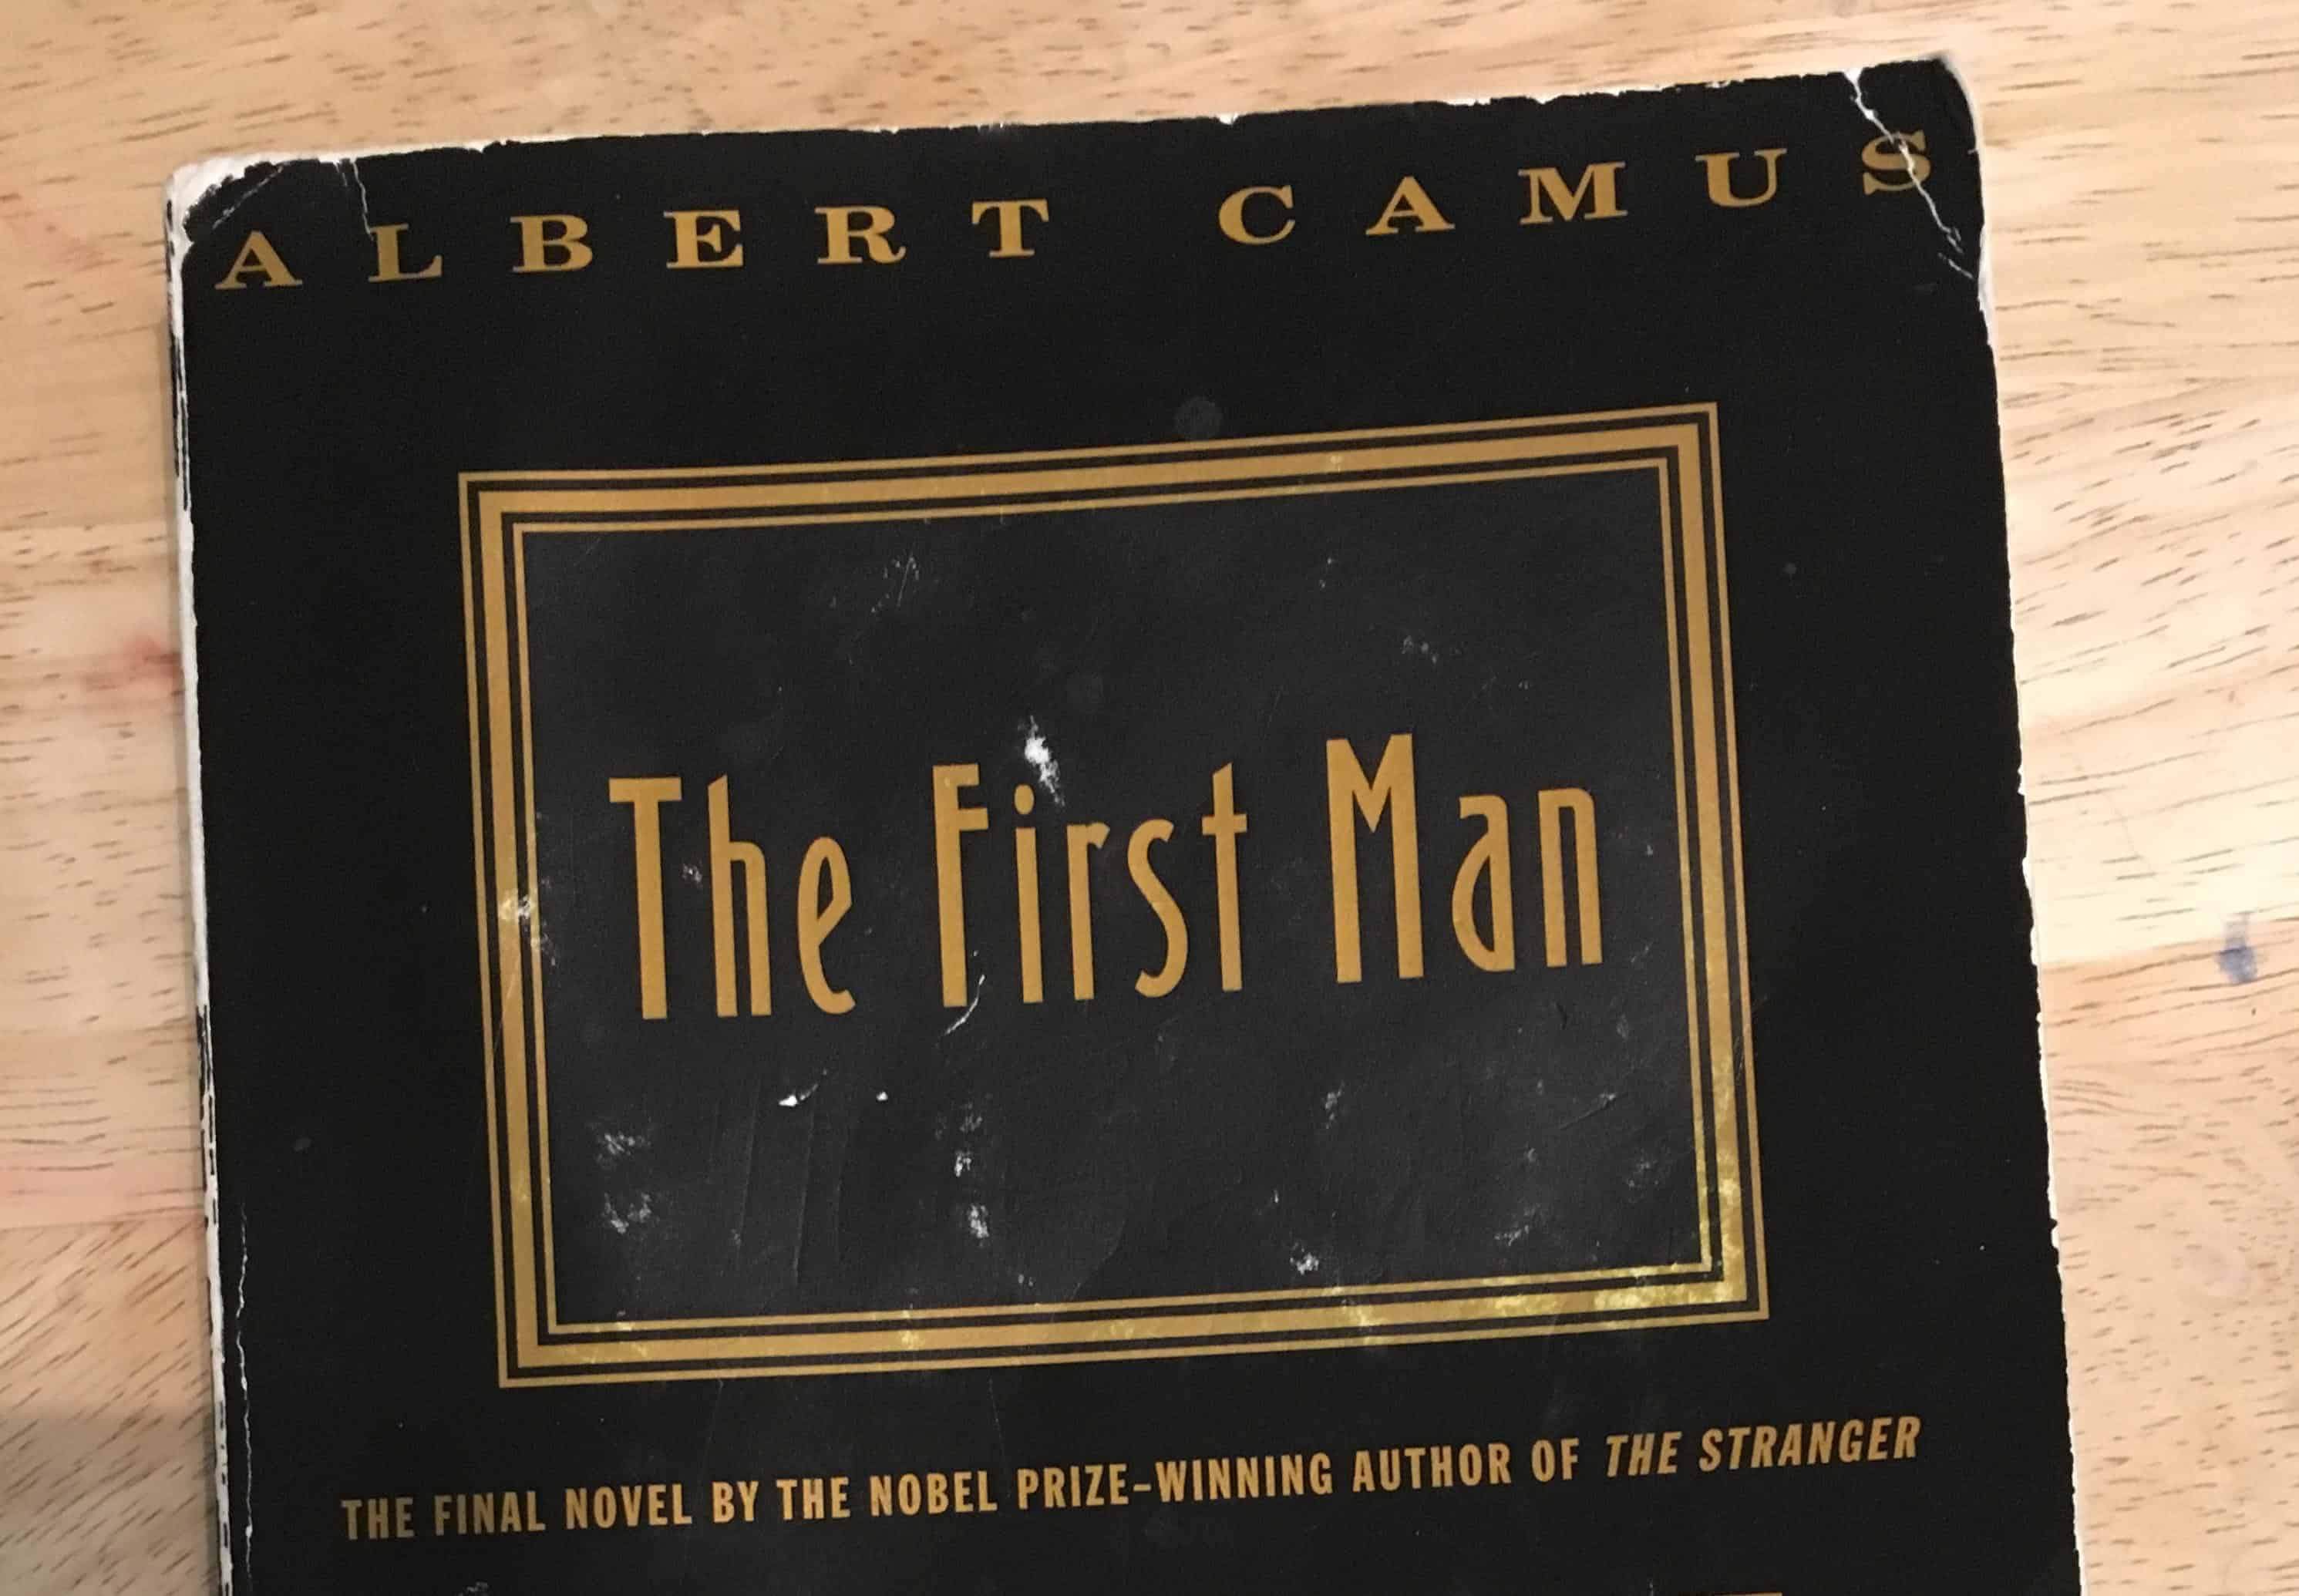 ALBERT CAMUS
The First Man
THE FINAL NOVEL BY THE NOBEL PRIZE-WINNING AUTHOR OF THE STRANGER